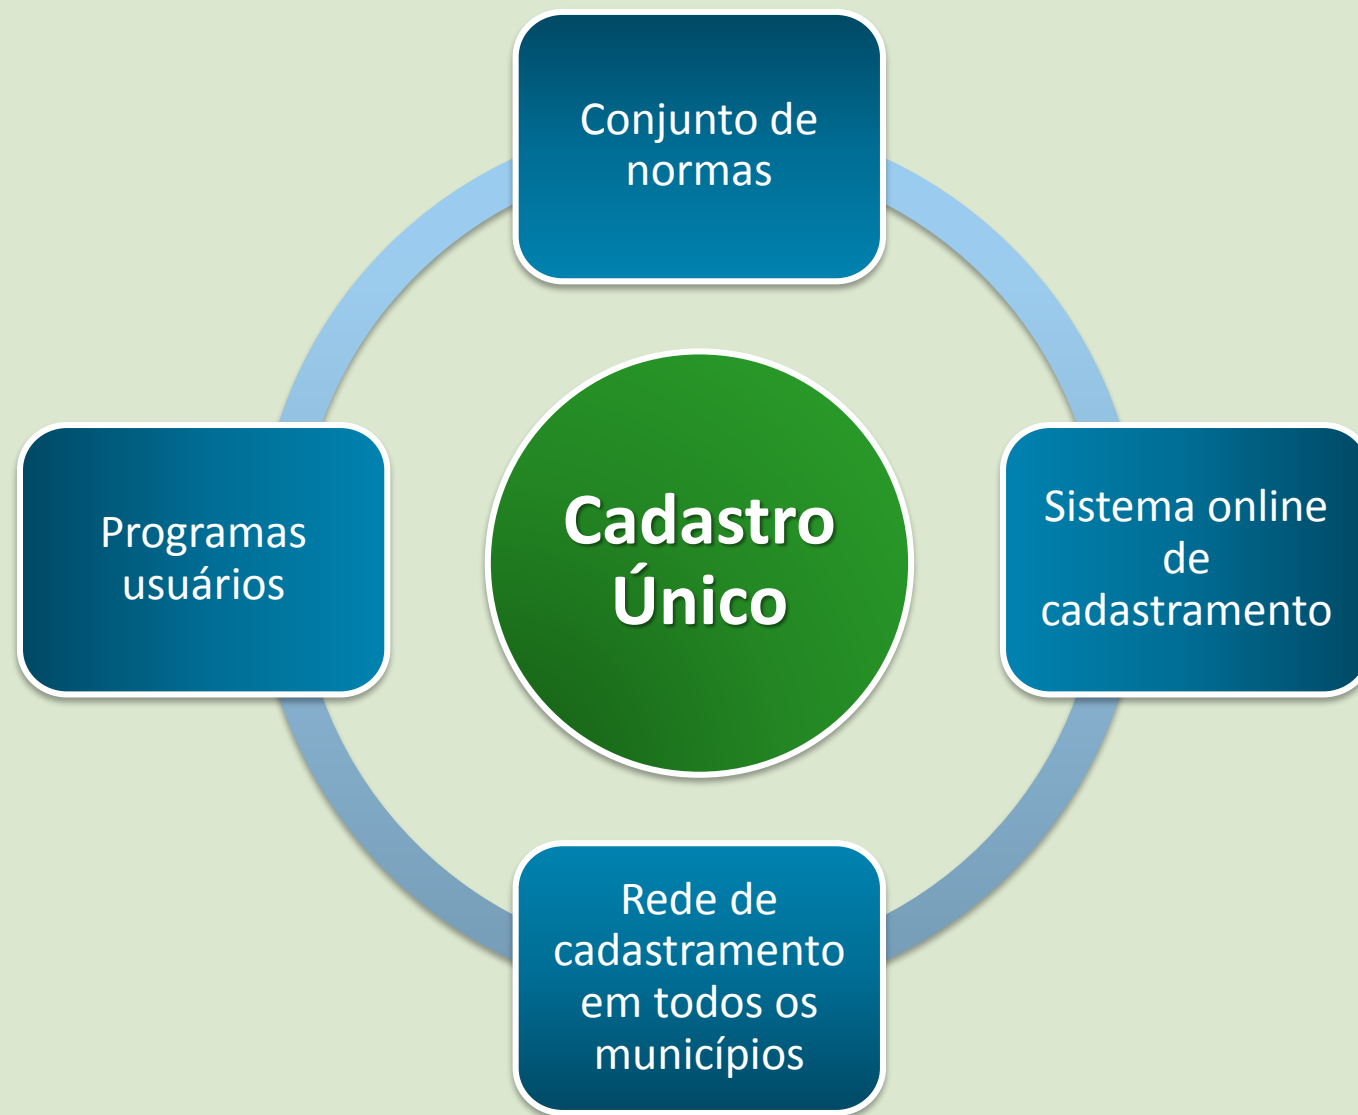 Conjunto de
normas
Programas
usuários
Cadastro
Único
Sistema online
de
cadastramento
Rede de
cadastramento
em todos os
municípios